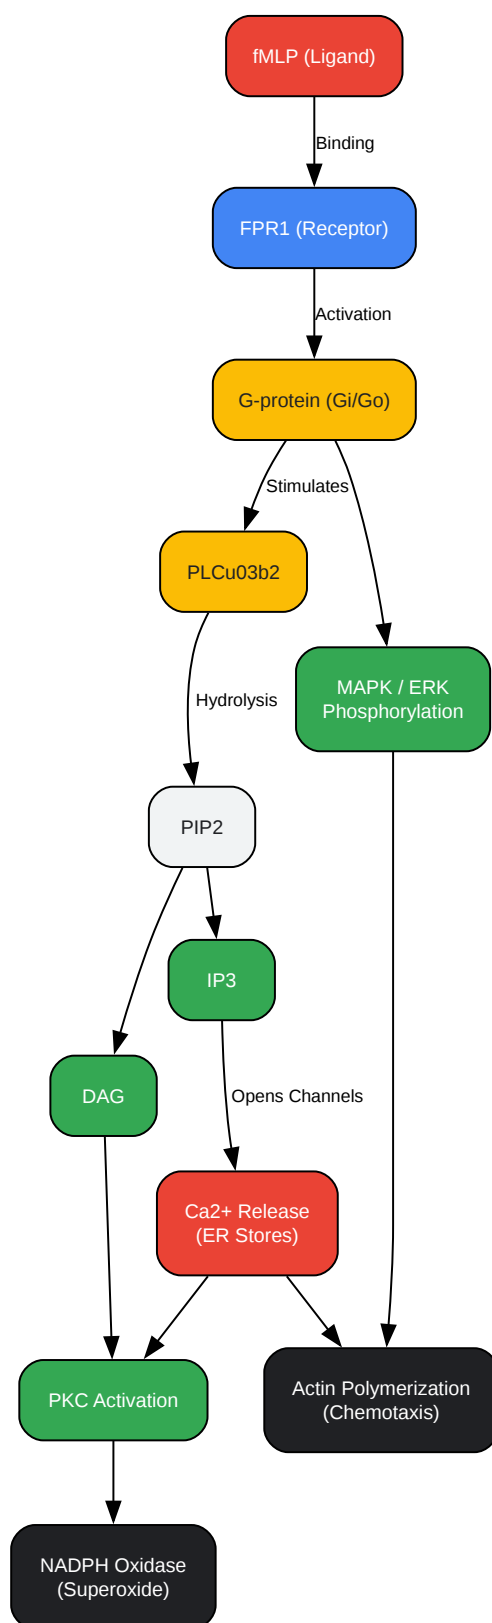 fMLP (Ligand)
Binding
FPR1 (Receptor)
Activation
G-protein (Gi/Go)
Stimulates
PLCu03b2
MAPK / ERK
Phosphorylation
Hydrolysis
PIP2
IP3
DAG
Opens Channels
Ca2+ Release
(ER Stores)
PKC Activation
Actin Polymerization
(Chemotaxis)
NADPH Oxidase
(Superoxide)